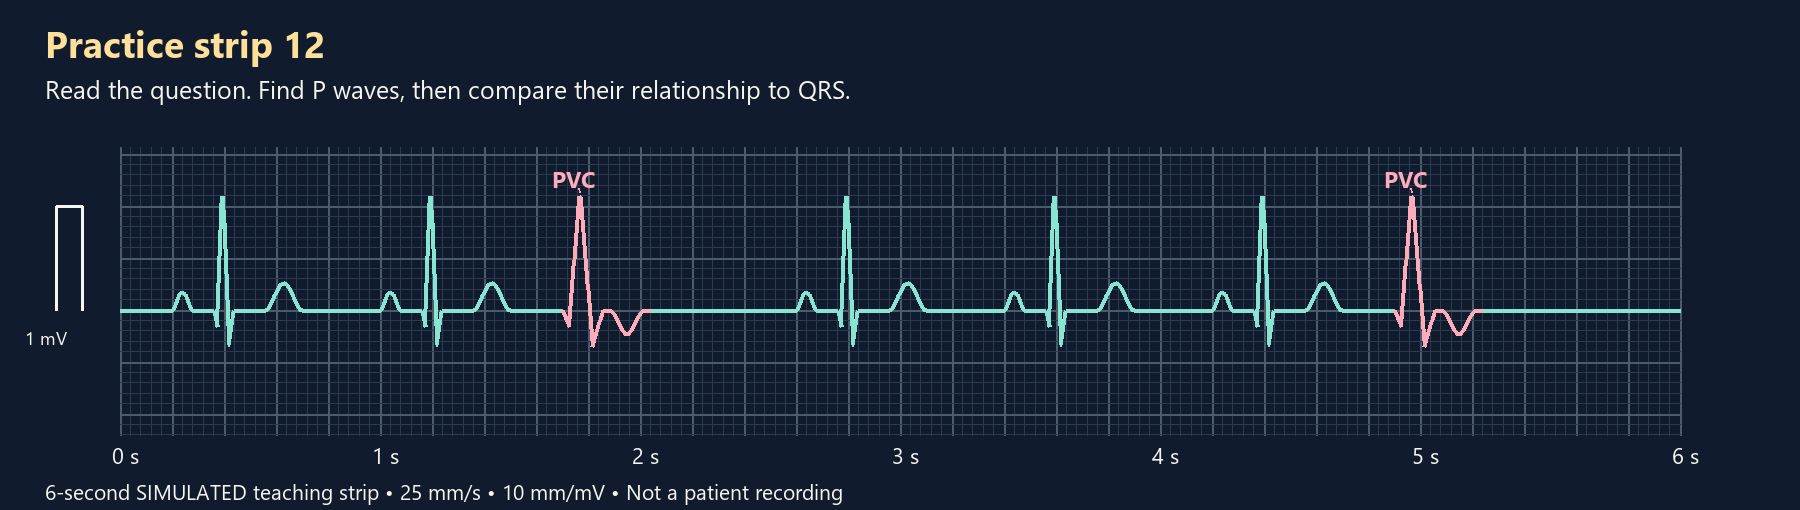 Practice strip 12
Read the question. Find P waves, then compare their relationship to QRS.
PVC PVC
1 mV
0 s 1 s 2 s 3 s 4 s 5 s 6 s
6-second SIMULATED teaching strip • 25 mm/s • 10 mm/mV • Not a patient recording